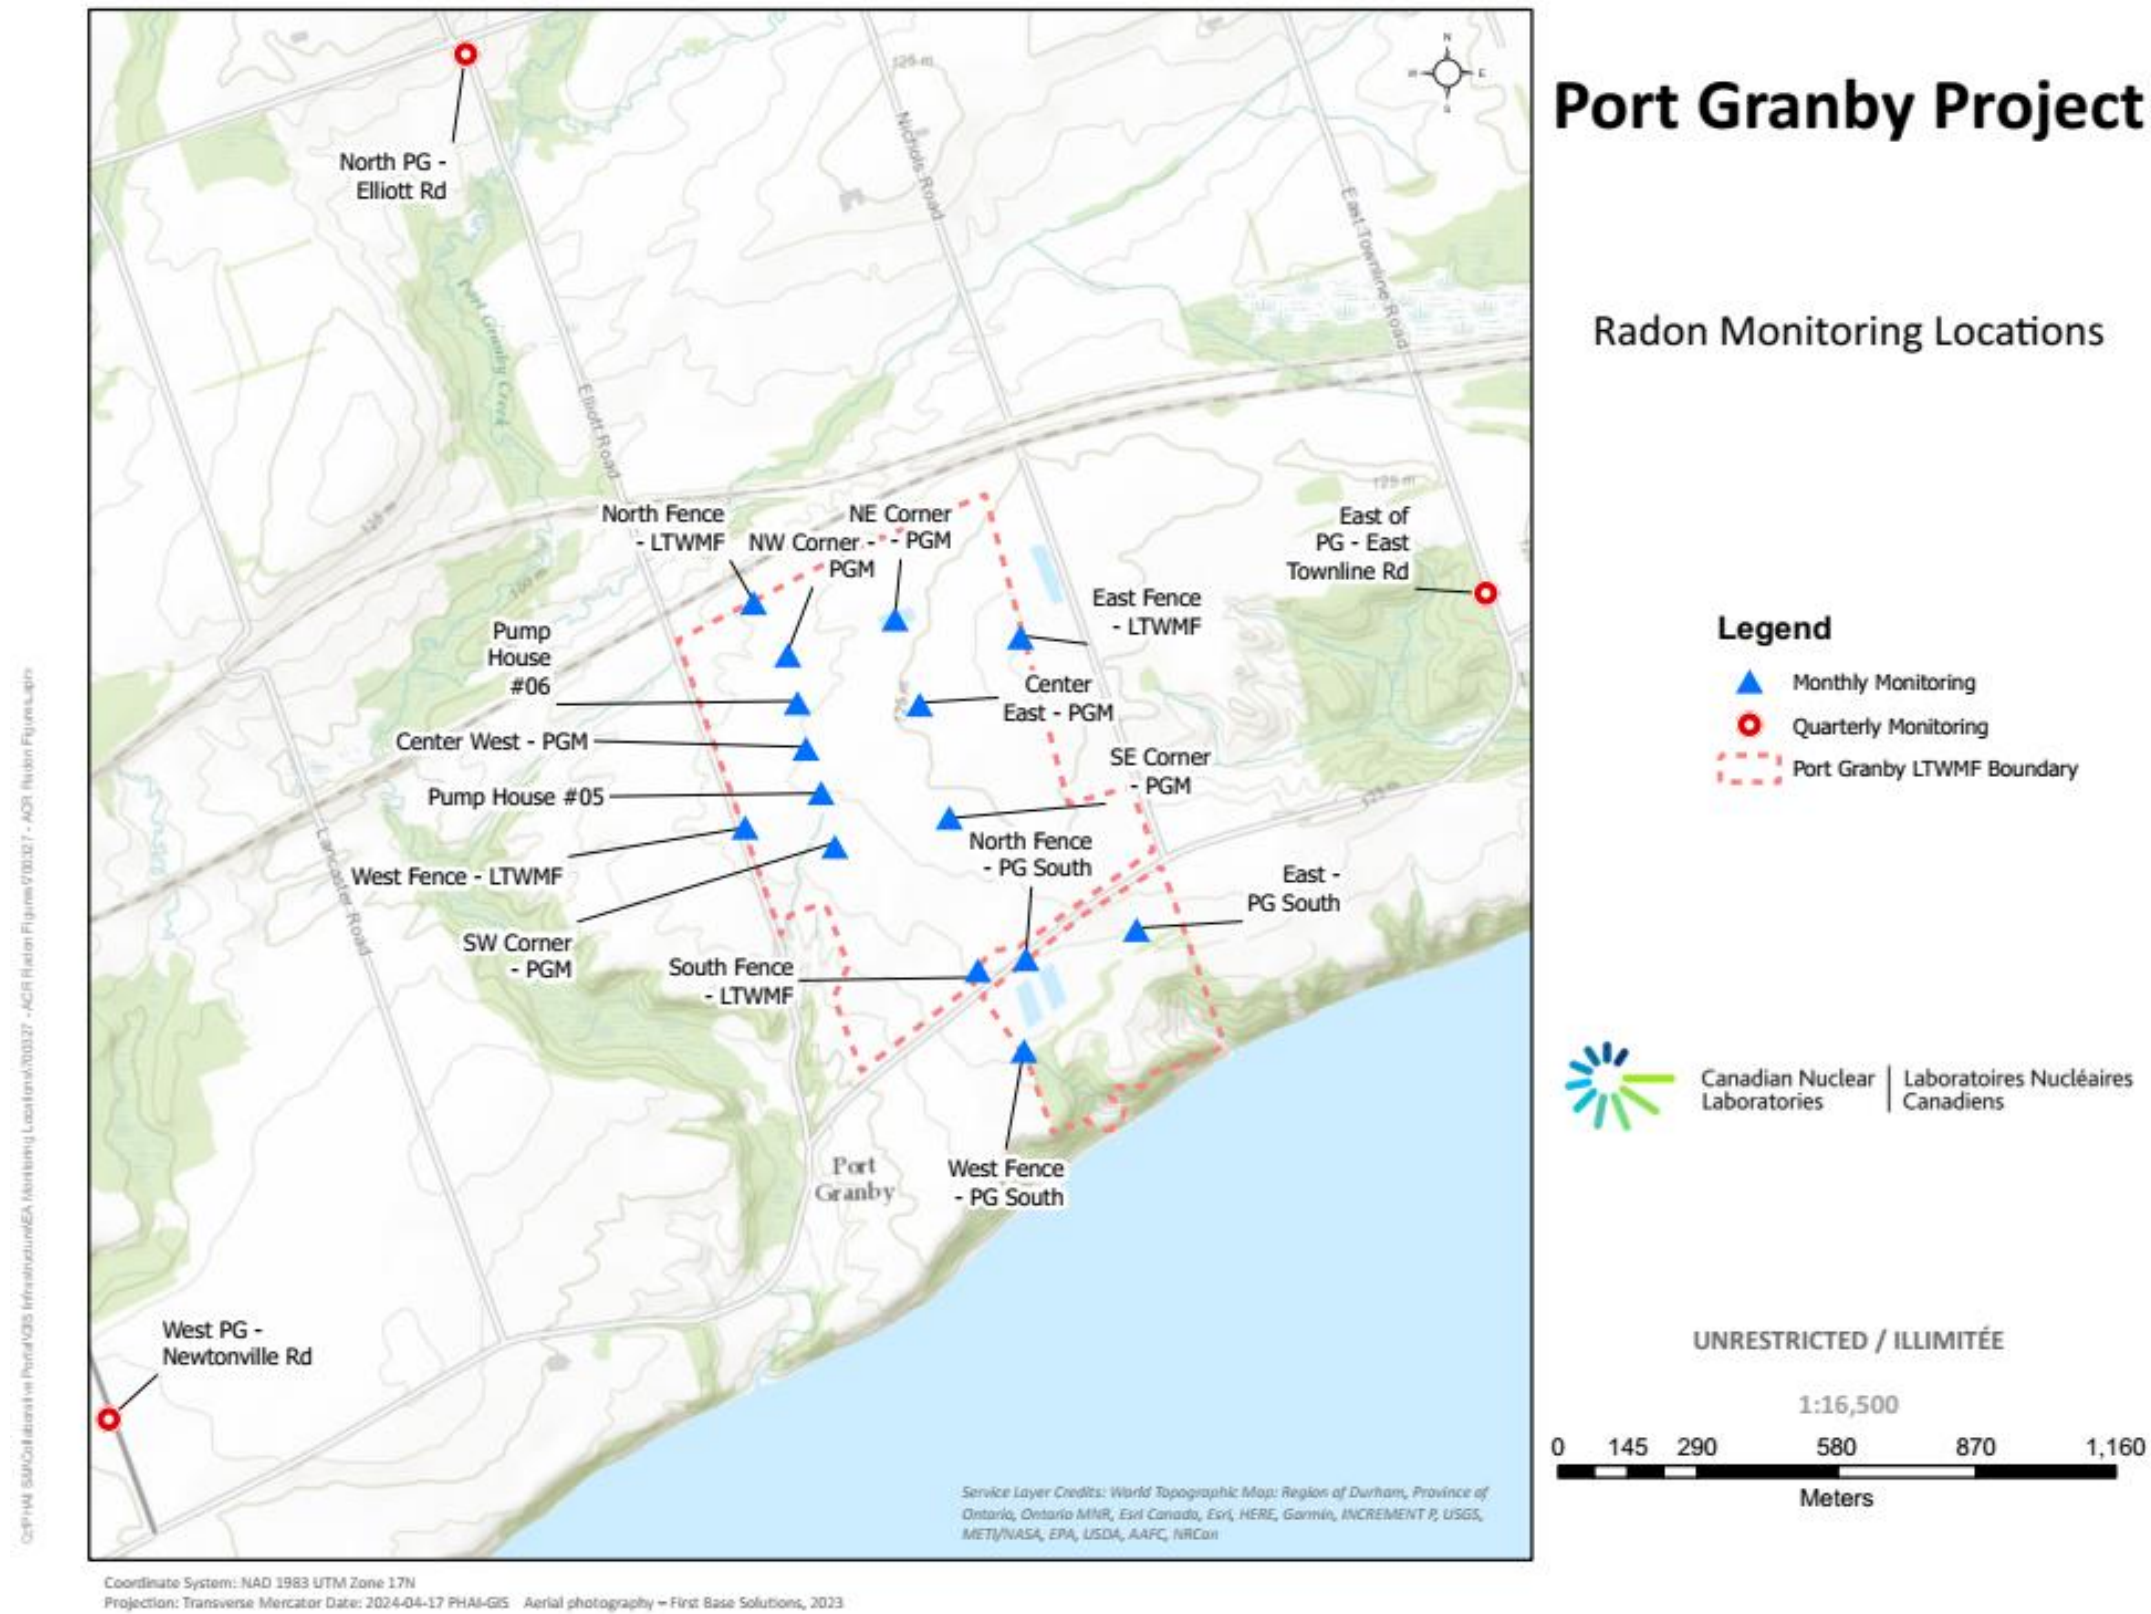 Port Granby Project
Radon Monitoring Locations
N
W
E
S
North PG -
Elliott Rd
125 m
Nichols Road
East Townline Road
Port Granby Creek
Elliott Road
125 m
125 m
100 m
North Fence
- LTWMF
NW Corner -
PGM
NE Corner
- PGM
East of
PG - East
Townline Rd
East Fence
- LTWMF
Pump
House
#06
Center
East - PGM
125 m
Center West - PGM
SE Corner
- PGM
Pump House #05
125 m
North Fence
- PG South
West Fence - LTWMF
Lancaster Road
East -
PG South
SW Corner
- PGM
South Fence
- LTWMF
Port
Granby
West Fence
- PG South
West PG -
Newtonville Rd
Service Layer Credits: World Topographic Map: Region of Durham, Province of
Ontario, Ontario MNR, Esri Canada, Esri, HERE, Garmin, INCREMENT P, USGS,
METI/NASA, EPA, USDA, AAFC, NRCan
Legend
Monthly Monitoring
Quarterly Monitoring
Port Granby LTWMF Boundary
Canadian Nuclear
Laboratories
Laboratoires Nucléaires
Canadiens
UNRESTRICTED / ILLIMITÉE
1:16,500
0 145 290 580 870 1,160
Meters
Coordinate System: NAD 1983 UTM Zone 17N
Projection: Transverse Mercator Date: 2024-04-17 PHAI-GIS Aerial photography – First Base Solutions, 2023